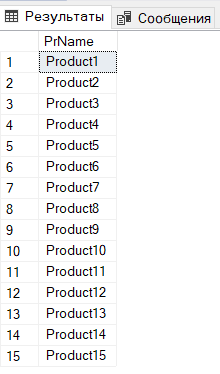 Результаты Сообщения
PrName
1 Product1
2 Product2
3 Product3
4 Product4
5 Product5
6 Product6
7 Product7
8 Product8
9 Product9
10 Product10
11 Product11
12 Product12
13 Product13
14 Product14
15 Product15